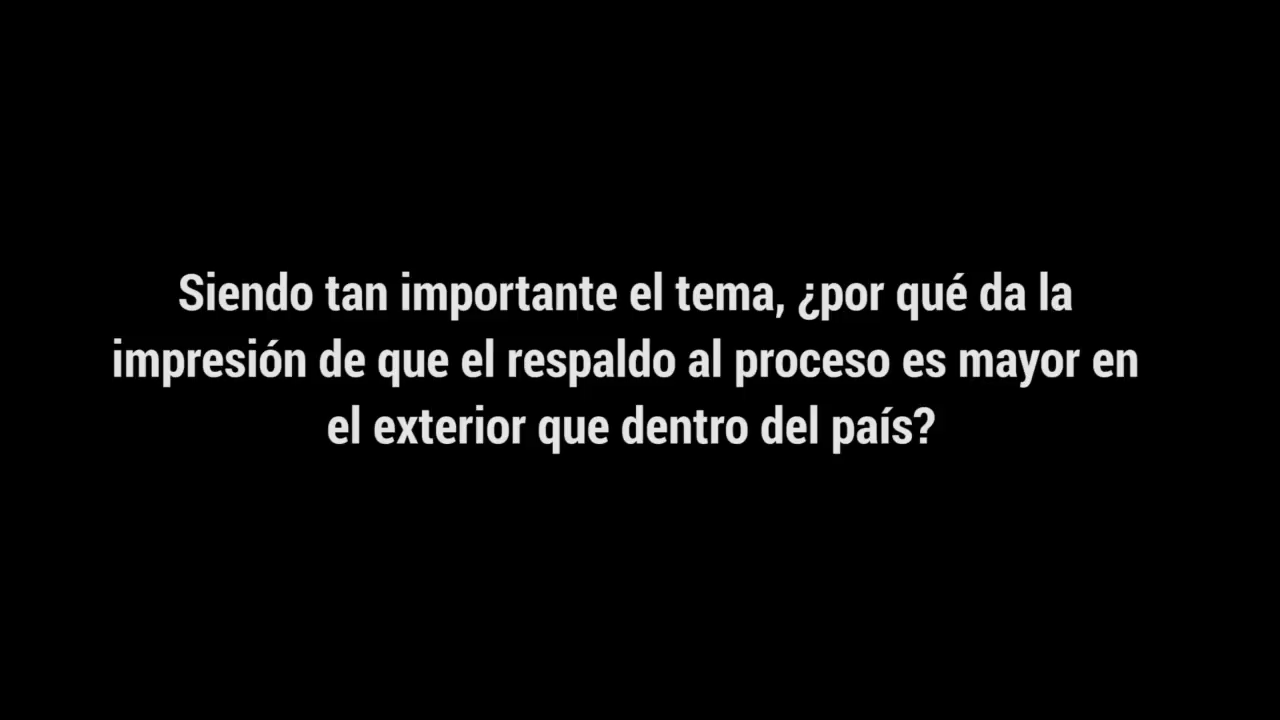 Siendo tan importante el tema, ¿por qué da la
impresión de que el respaldo al proceso es mayor en
el exterior que dentro del país?